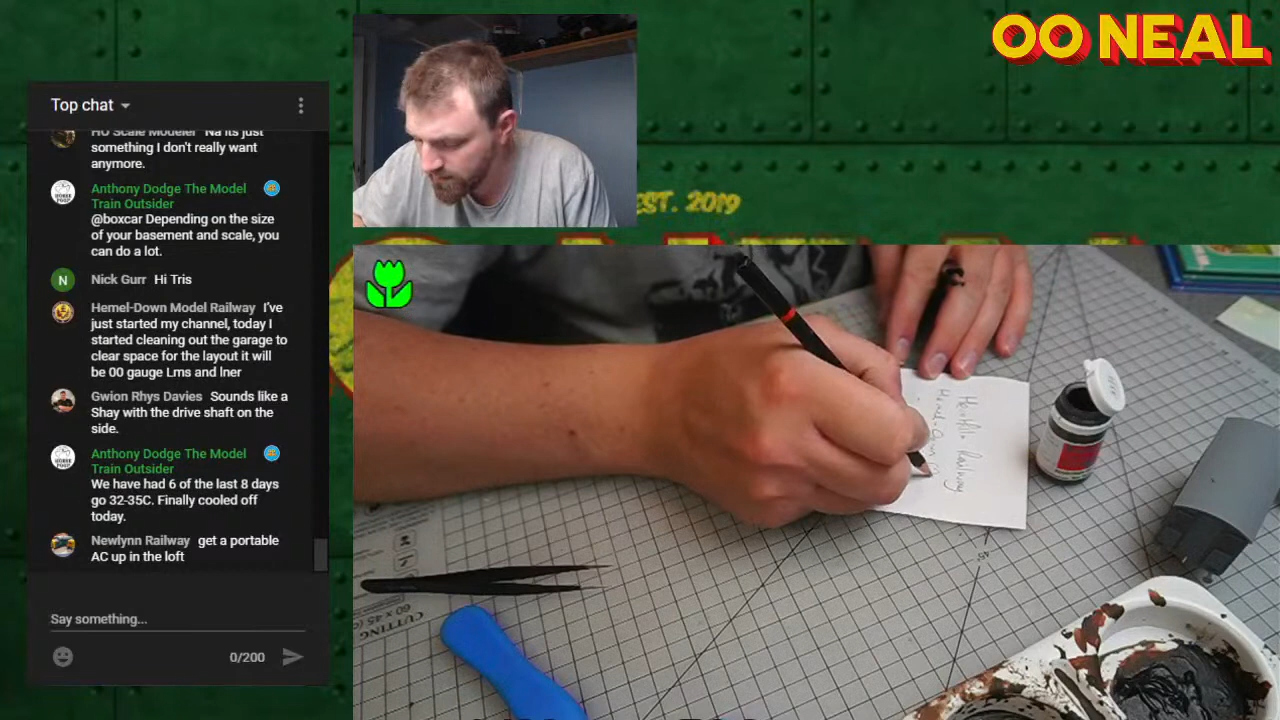 OO NEAL
Top chat
HO Scale Modeler Na its just
something I don't really want
anymore.
Anthony Dodge The Model
Train Outsider
@boxcar Depending on the size
of your basement and scale, you
can do a lot.
N
Nick Gurr Hi Tris
Hemel-Down Model Railway I've
just started my channel, today I
started cleaning out the garage to
clear space for the layout it will
be 00 gauge Lms and lner
Gwion Rhys Davies Sounds like a
Shay with the drive shaft on the
side.
Anthony Dodge The Model
Train Outsider
We have had 6 of the last 8 days
go 32-35C. Finally cooled off
today.
Newlynn Railway get a portable
AC up in the loft
Say something...
0/200
EST. 2019
Railway
CUTTING
60 x 45 (c